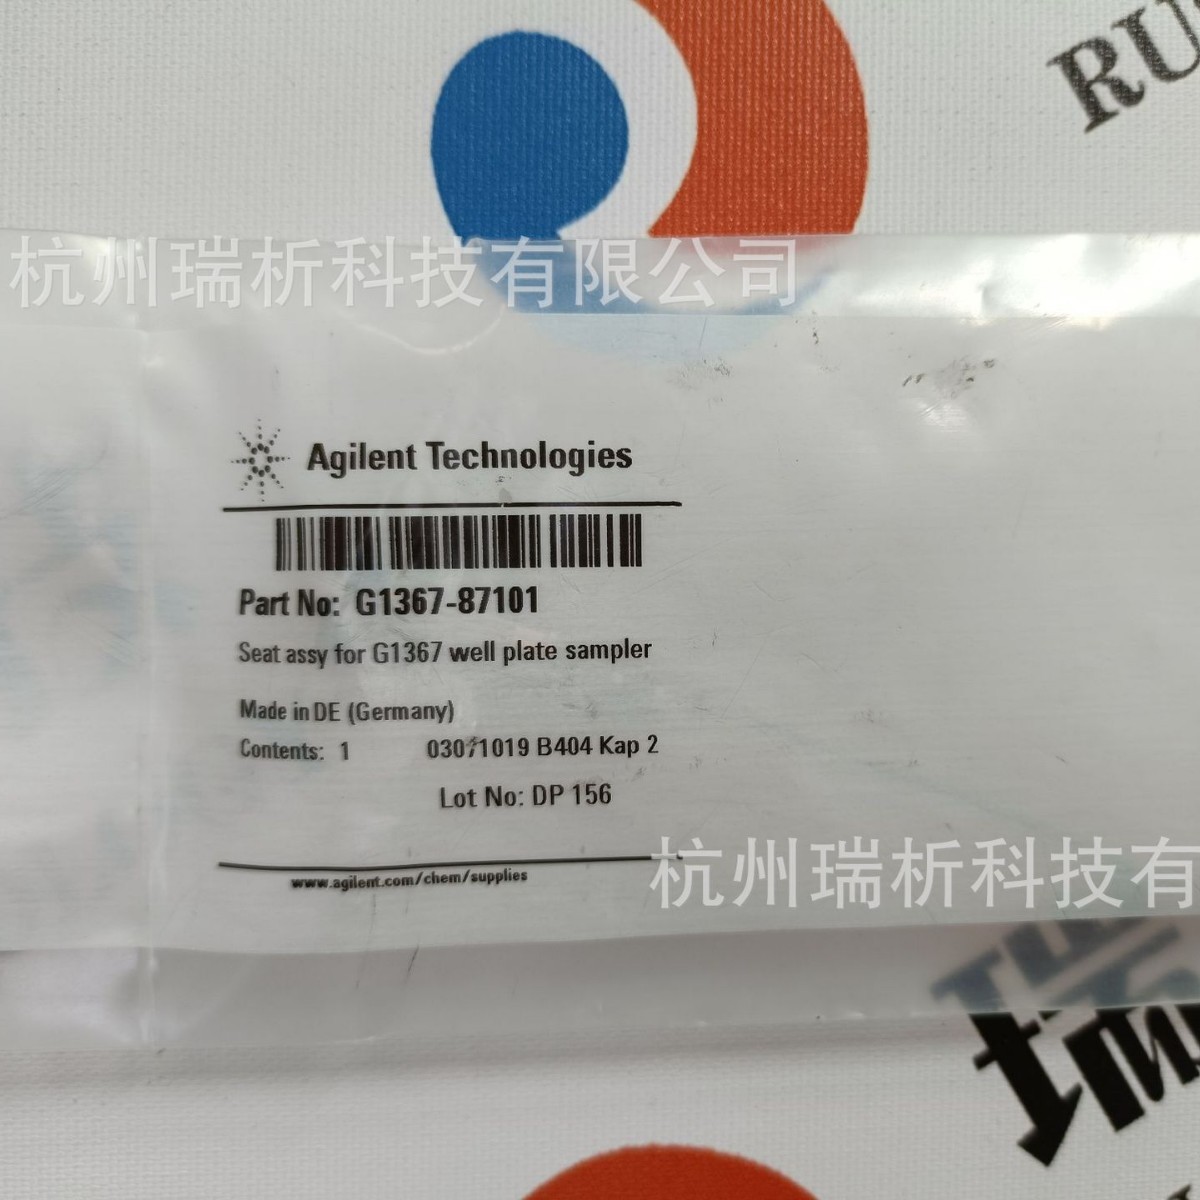 RU
杭州瑞析科技有限公司
Agilent Technologies
Part No: G1367-87101
Seat assy for G1367 well plate sampler
Made in DE (Germany)
Contents: 1 03071019 B404 Kap 2
Lot No: DP 156
www.agilent.com/chem/supplies
杭州瑞析科技有
瑞